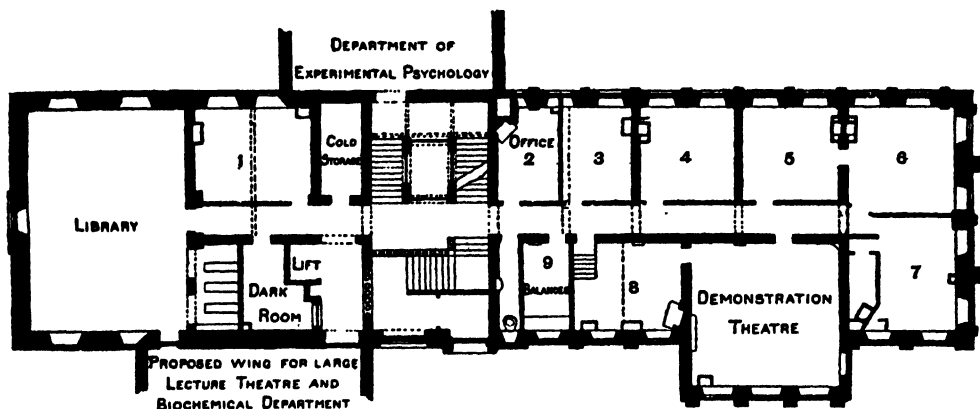 DEPARTMENT OF
EXPERIMENTAL PSYCHOLOGY
LIBRARY
1
COLD
STORAGE
OFFICE
2
3
4
5
6
LIFT
DARK
ROOM
9
BALANCES
8
DEMONSTRATION
THEATRE
7
PROPOSED WING FOR LARGE
LECTURE THEATRE AND
BIOCHEMICAL DEPARTMENT